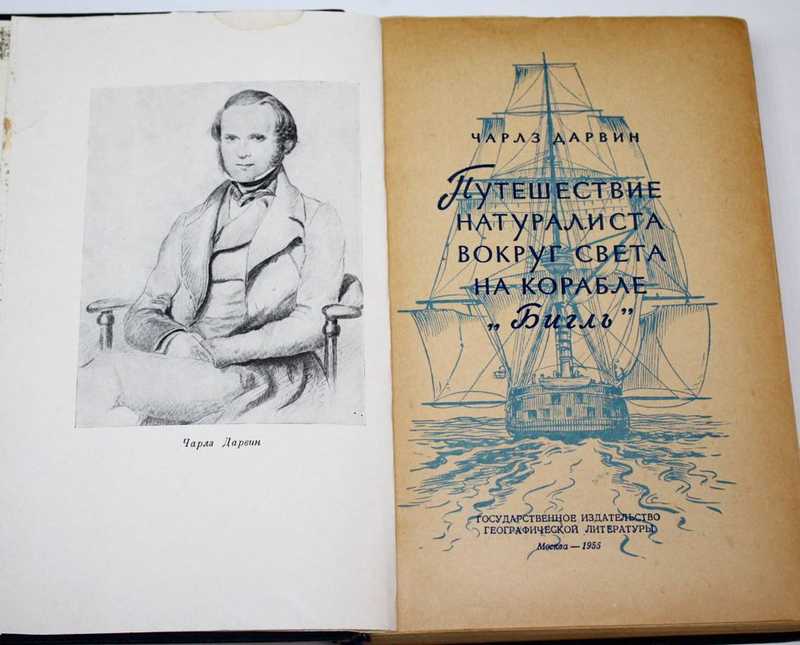 Чарлз Дарвин
ЧАРЛЗ ДАРВИН
ПУТЕШЕСТВИЕ
НАТУРАЛИСТА
ВОКРУГ СВЕТА
НА КОРАБЛЕ
„Бигль"
ГОСУДАРСТВЕННОЕ ИЗДАТЕЛЬСТВО
ГЕОГРАФИЧЕСКОЙ ЛИТЕРАТУРЫ
Москва — 1955